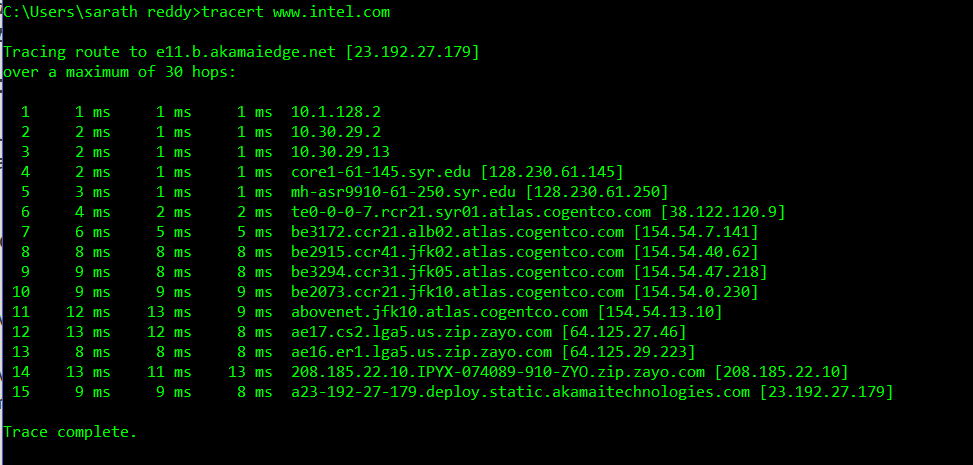 C:\Users\sarath reddy>tracert www.intel.com
Tracing route to e11.b.akamaiedge.net [23.192.27.179]
over a maximum of 30 hops:
1 1 ms 1 ms 1 ms 10.1.128.2
2 2 ms 1 ms 1 ms 10.30.29.2
3 2 ms 1 ms 1 ms 10.30.29.13
4 2 ms 1 ms 1 ms core1-61-145.syr.edu [128.230.61.145]
5 3 ms 1 ms 1 ms mh-asr9910-61-250.syr.edu [128.230.61.250]
6 4 ms 2 ms 2 ms te0-0-0-7.rcr21.syr01.atlas.cogentco.com [38.122.120.9]
7 6 ms 5 ms 5 ms be3172.ccr21.alb02.atlas.cogentco.com [154.54.7.141]
8 8 ms 8 ms 8 ms be2915.ccr41.jfk02.atlas.cogentco.com [154.54.40.62]
9 9 ms 8 ms 8 ms be3294.ccr31.jfk05.atlas.cogentco.com [154.54.47.218]
10 9 ms 9 ms 9 ms be2073.ccr21.jfk10.atlas.cogentco.com [154.54.0.230]
11 12 ms 13 ms 9 ms abovenet.jfk10.atlas.cogentco.com [154.54.13.10]
12 13 ms 12 ms 8 ms ae17.cs2.lga5.us.zip.zayo.com [64.125.27.46]
13 8 ms 8 ms 8 ms ae16.er1.lga5.us.zip.zayo.com [64.125.29.223]
14 13 ms 11 ms 13 ms 208.185.22.10.IPYX-074089-910-ZYO.zip.zayo.com [208.185.22.10]
15 9 ms 9 ms 8 ms a23-192-27-179.deploy.static.akamaitechnologies.com [23.192.27.179]
Trace complete.